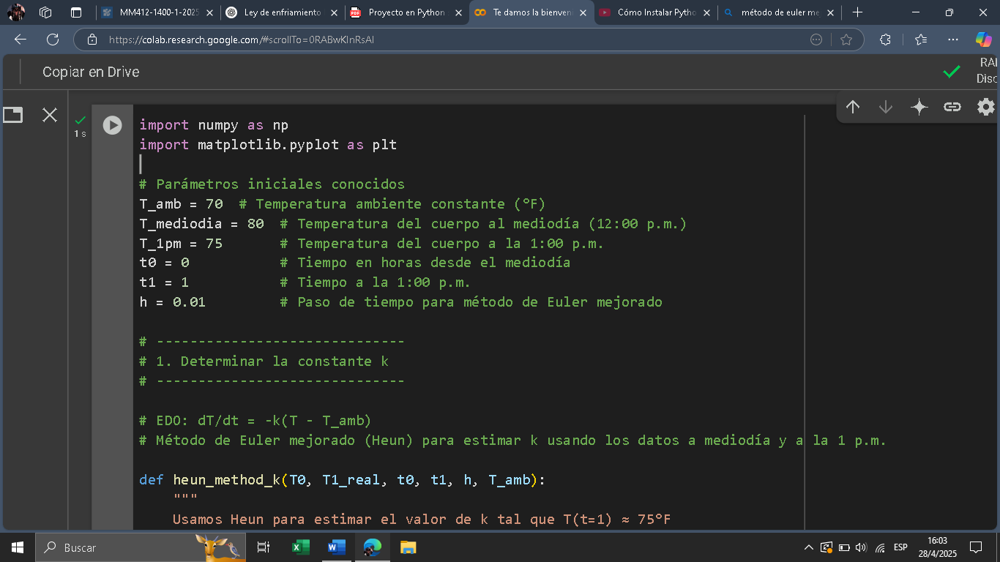 MM412-1400-1-2025
Ley de enfriamiento
Proyecto en Python
Te damos la bienven
Cómo Instalar Pytho
método de euler me
https://colab.research.google.com/#scrollTo=0RABwKlnRsAI
Copiar en Drive
RAI
Disc
1 s
import numpy as np
import matplotlib.pyplot as plt
# Parámetros iniciales conocidos
T_amb = 70  # Temperatura ambiente constante (°F)
T_mediodia = 80  # Temperatura del cuerpo al mediodía (12:00 p.m.)
T_1pm = 75       # Temperatura del cuerpo a la 1:00 p.m.
t0 = 0           # Tiempo en horas desde el mediodía
t1 = 1           # Tiempo a la 1:00 p.m.
h = 0.01         # Paso de tiempo para método de Euler mejorado
# ------------------------------
# 1. Determinar la constante k
# ------------------------------
# EDO: dT/dt = -k(T - T_amb)
# Método de Euler mejorado (Heun) para estimar k usando los datos a mediodía y a la 1 p.m.
def heun_method_k(T0, T1_real, t0, t1, h, T_amb):
    """
    Usamos Heun para estimar el valor de k tal que T(t=1) ≈ 75°F
Buscar
ESP
16:03
28/4/2025